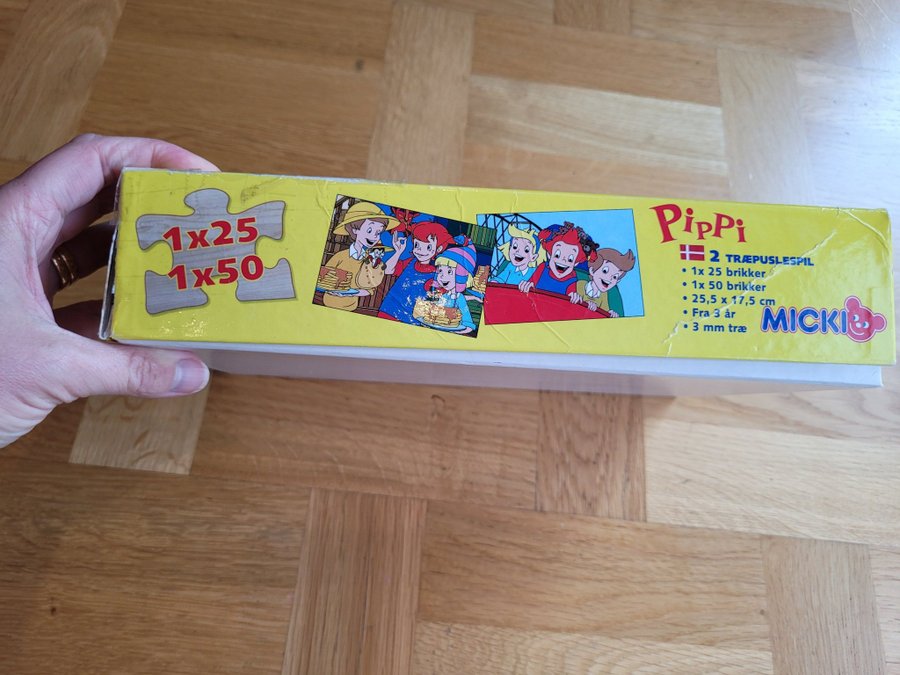 1x25
1x50
PIPPI
2 TRÆPUSLESPIL
• 1x 25 brikker
• 1x 50 brikker
• 25,5 x 17,5 cm
• Fra 3 år
• 3 mm træ
MICKI